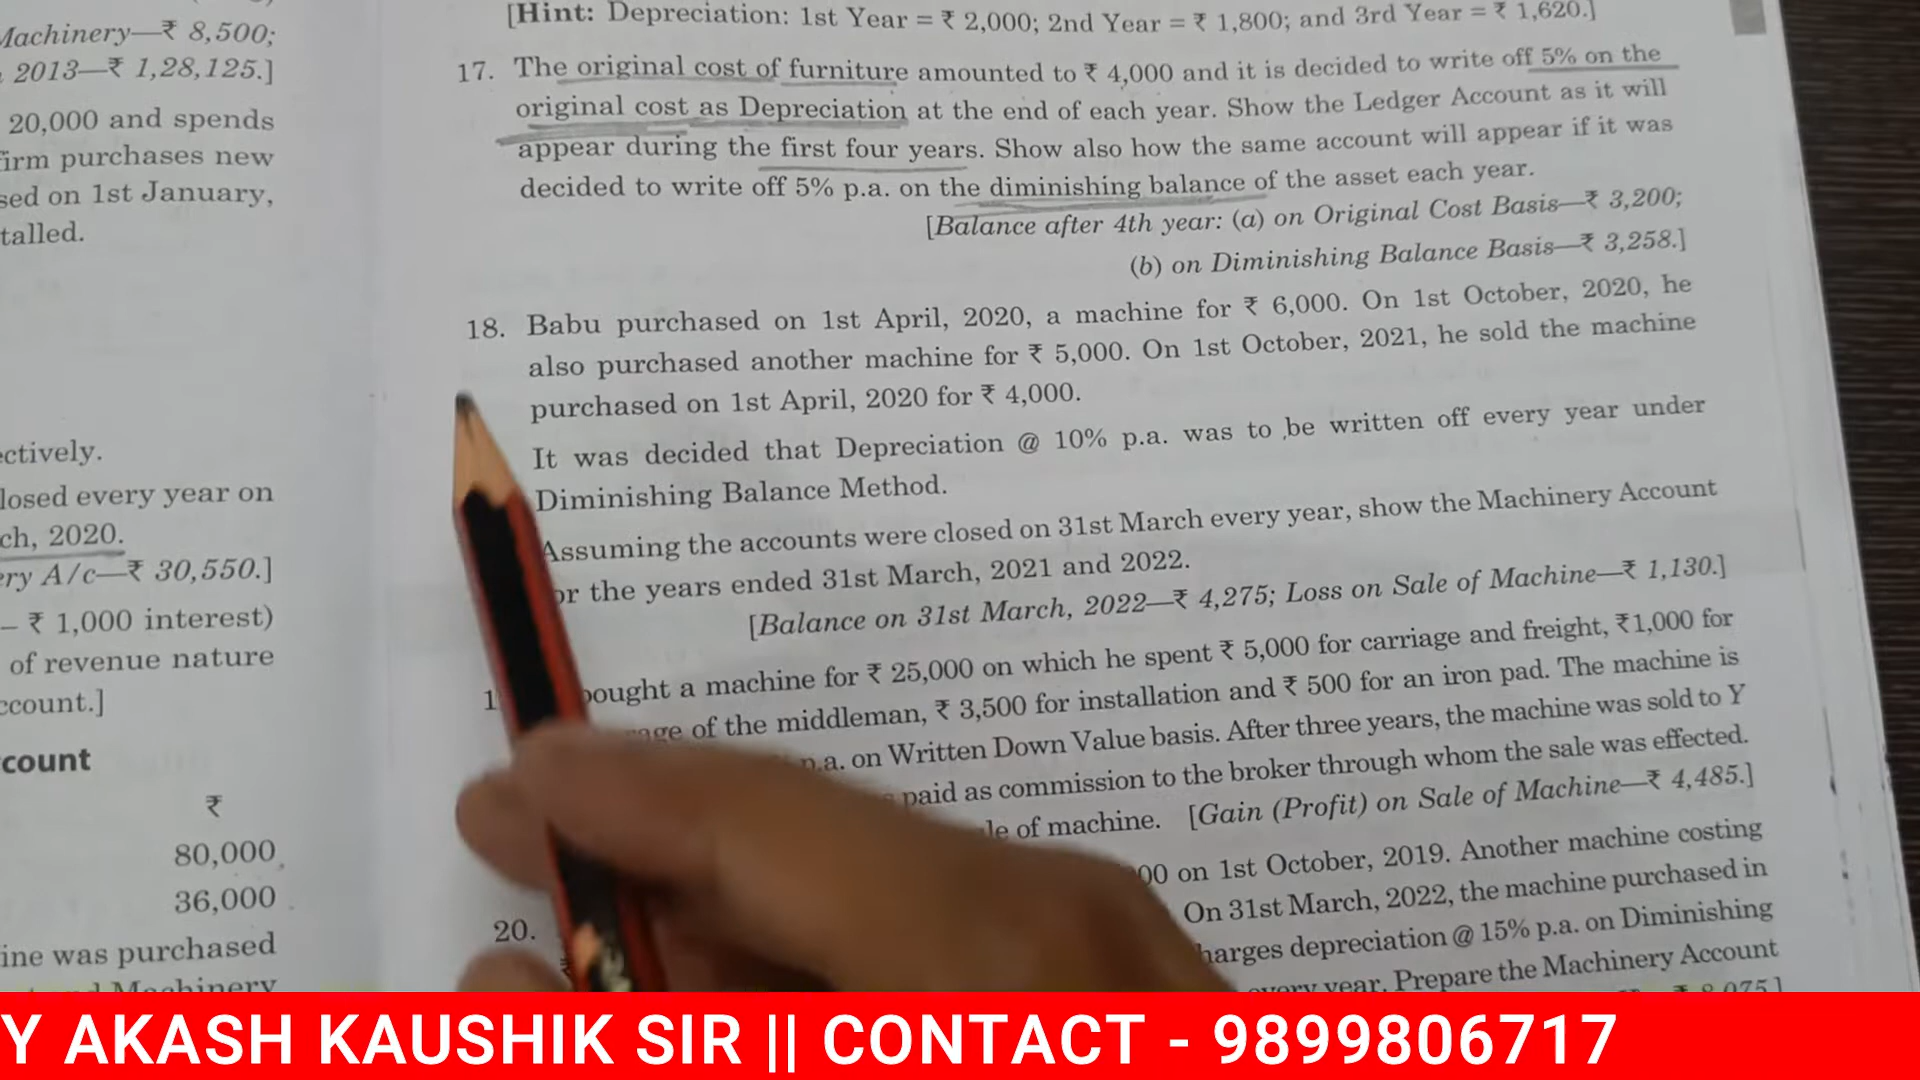 Machinery—₹ 8,500;
2013—₹ 1,28,125.]
20,000 and spends
firm purchases new
sed on 1st January,
talled.
ectively.
losed every year on
ch, 2020.
ery A/c—₹ 30,550.]
– ₹ 1,000 interest)
of revenue nature
ccount.]
count
₹
80,000
36,000
ine was purchased
Machinery
[Hint: Depreciation: 1st Year = ₹ 2,000; 2nd Year = ₹ 1,800; and 3rd Year = ₹ 1,620.]
17. The original cost of furniture amounted to ₹ 4,000 and it is decided to write off 5% on the
original cost as Depreciation at the end of each year. Show the Ledger Account as it will
appear during the first four years. Show also how the same account will appear if it was
decided to write off 5% p.a. on the diminishing balance of the asset each year.
[Balance after 4th year: (a) on Original Cost Basis—₹ 3,200;
(b) on Diminishing Balance Basis—₹ 3,258.]
18. Babu purchased on 1st April, 2020, a machine for ₹ 6,000. On 1st October, 2020, he
also purchased another machine for ₹ 5,000. On 1st October, 2021, he sold the machine
purchased on 1st April, 2020 for ₹ 4,000.
It was decided that Depreciation @ 10% p.a. was to be written off every year under
Diminishing Balance Method.
Assuming the accounts were closed on 31st March every year, show the Machinery Account
or the years ended 31st March, 2021 and 2022.
[Balance on 31st March, 2022—₹ 4,275; Loss on Sale of Machine—₹ 1,130.]
1 bought a machine for ₹ 25,000 on which he spent ₹ 5,000 for carriage and freight, ₹1,000 for
age of the middleman, ₹ 3,500 for installation and ₹ 500 for an iron pad. The machine is
p.a. on Written Down Value basis. After three years, the machine was sold to Y
paid as commission to the broker through whom the sale was effected.
le of machine. [Gain (Profit) on Sale of Machine—₹ 4,485.]
20. 00 on 1st October, 2019. Another machine costing
₹ On 31st March, 2022, the machine purchased in
harges depreciation @ 15% p.a. on Diminishing
every year. Prepare the Machinery Account
Y AKASH KAUSHIK SIR || CONTACT - 9899806717